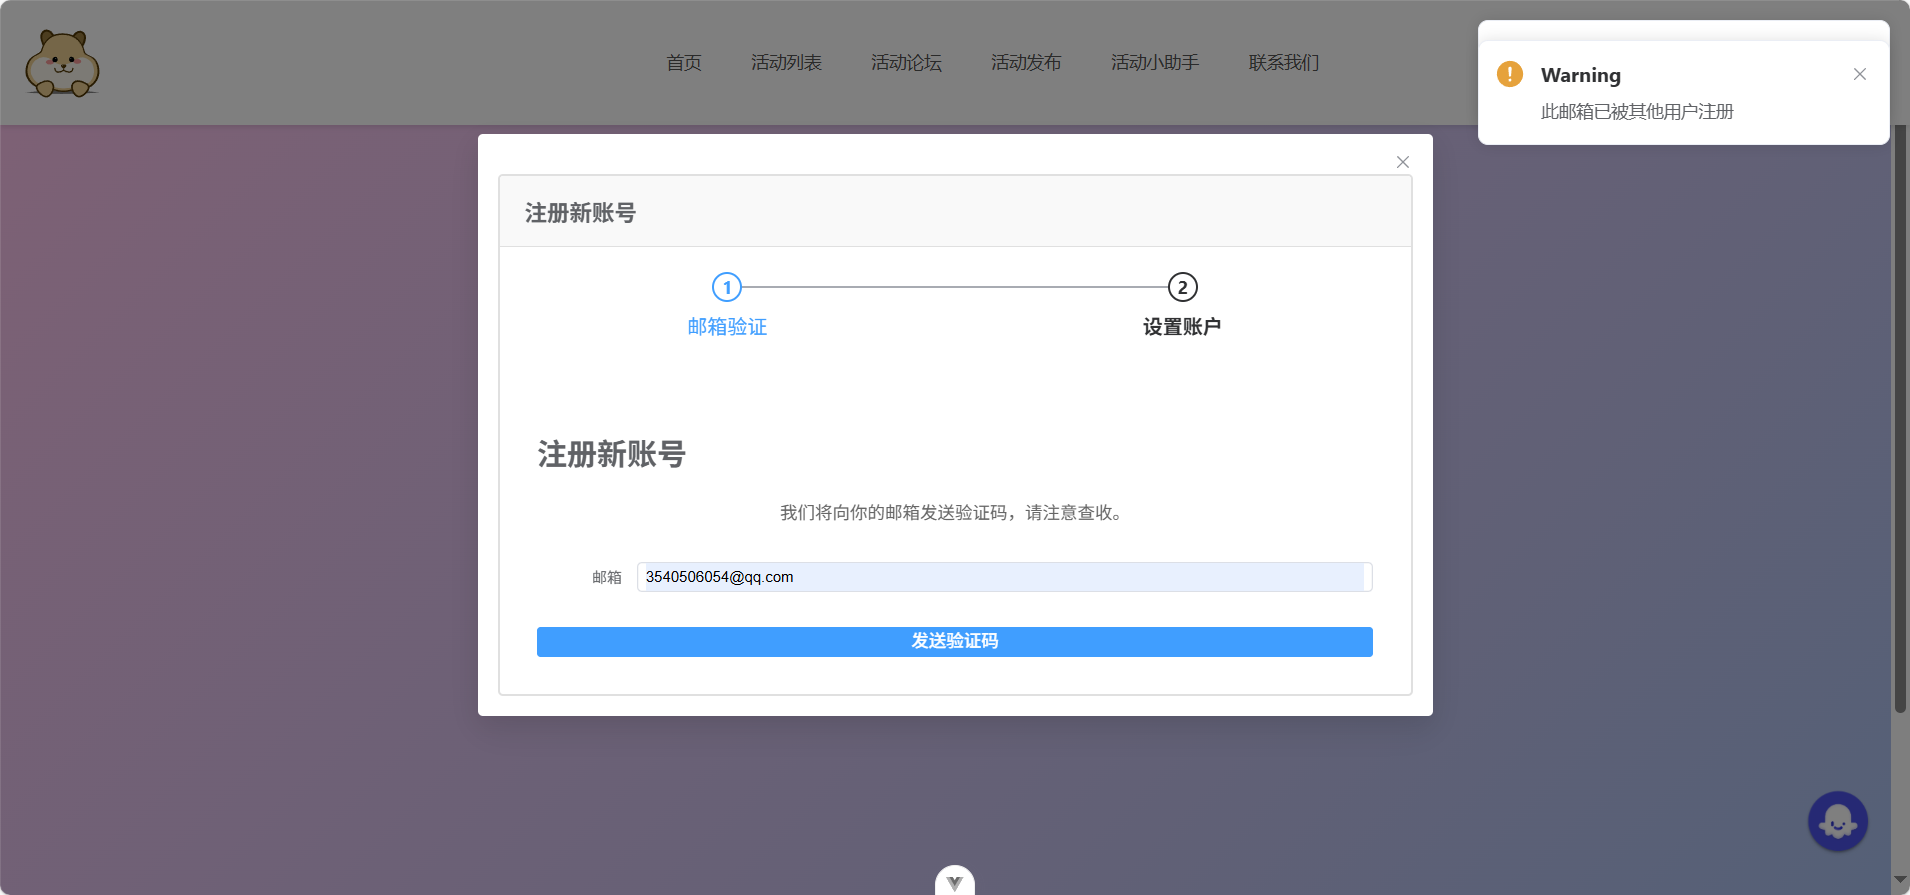 首页
活动列表
活动论坛
活动发布
活动小助手
联系我们
Warning
此邮箱已被其他用户注册
注册新账号
1
2
邮箱验证
设置账户
注册新账号
我们将向你的邮箱发送验证码，请注意查收。
邮箱
3540506054@qq.com
发送验证码